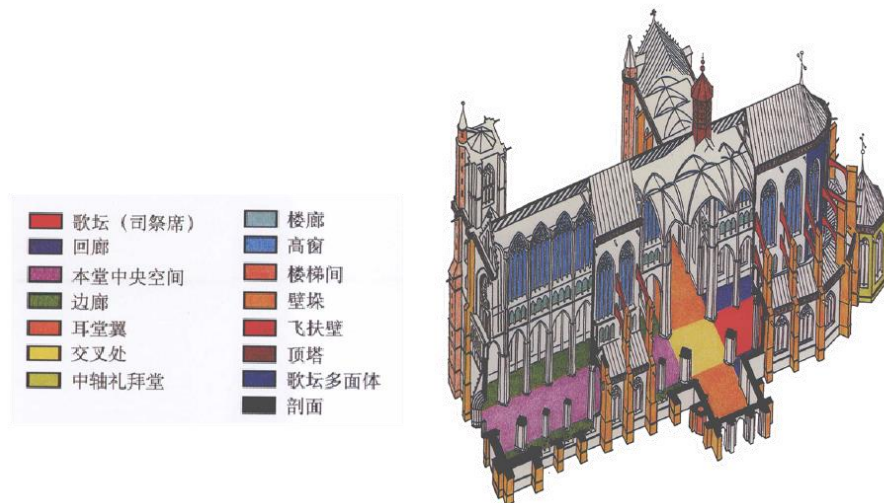 歌坛（司祭席）
回廊
本堂中央空间
边廊
耳堂翼
交叉处
中轴礼拜堂
楼廊
高窗
楼梯间
壁垛
飞扶壁
顶塔
歌坛多面体
剖面